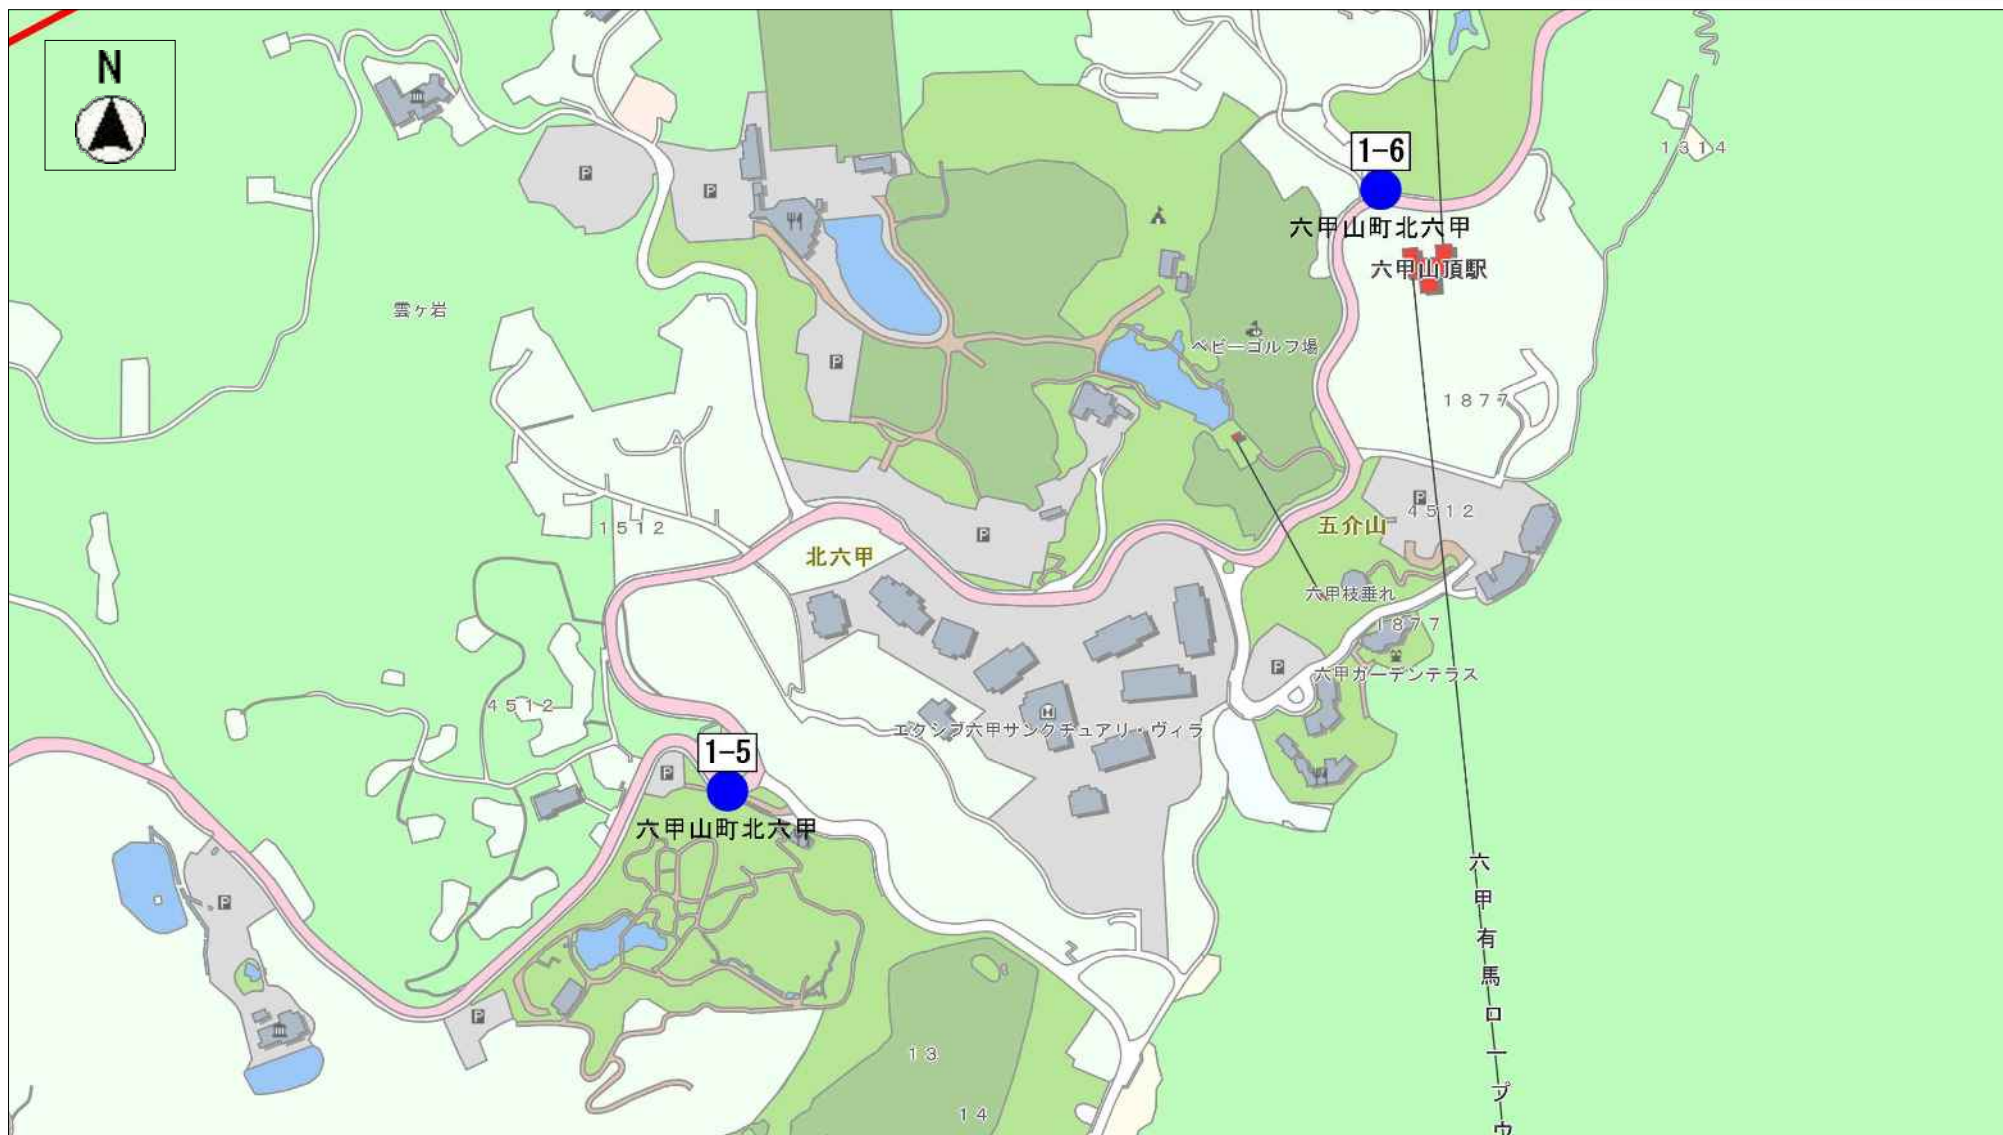 N
1314
1-6
六甲山町北六甲
六甲山頂駅
雲ヶ岩
ベビーゴルフ場
1877
P
P
P
P
4512
P
1512
五介山
北六甲
六甲枝垂れ
1877
P
六甲ガーデンテラス
4512
H
エクシブ六甲サンクチュアリ・ヴィラ
1-5
P
六甲山町北六甲
六甲有馬ロープウ
P
P
13
14